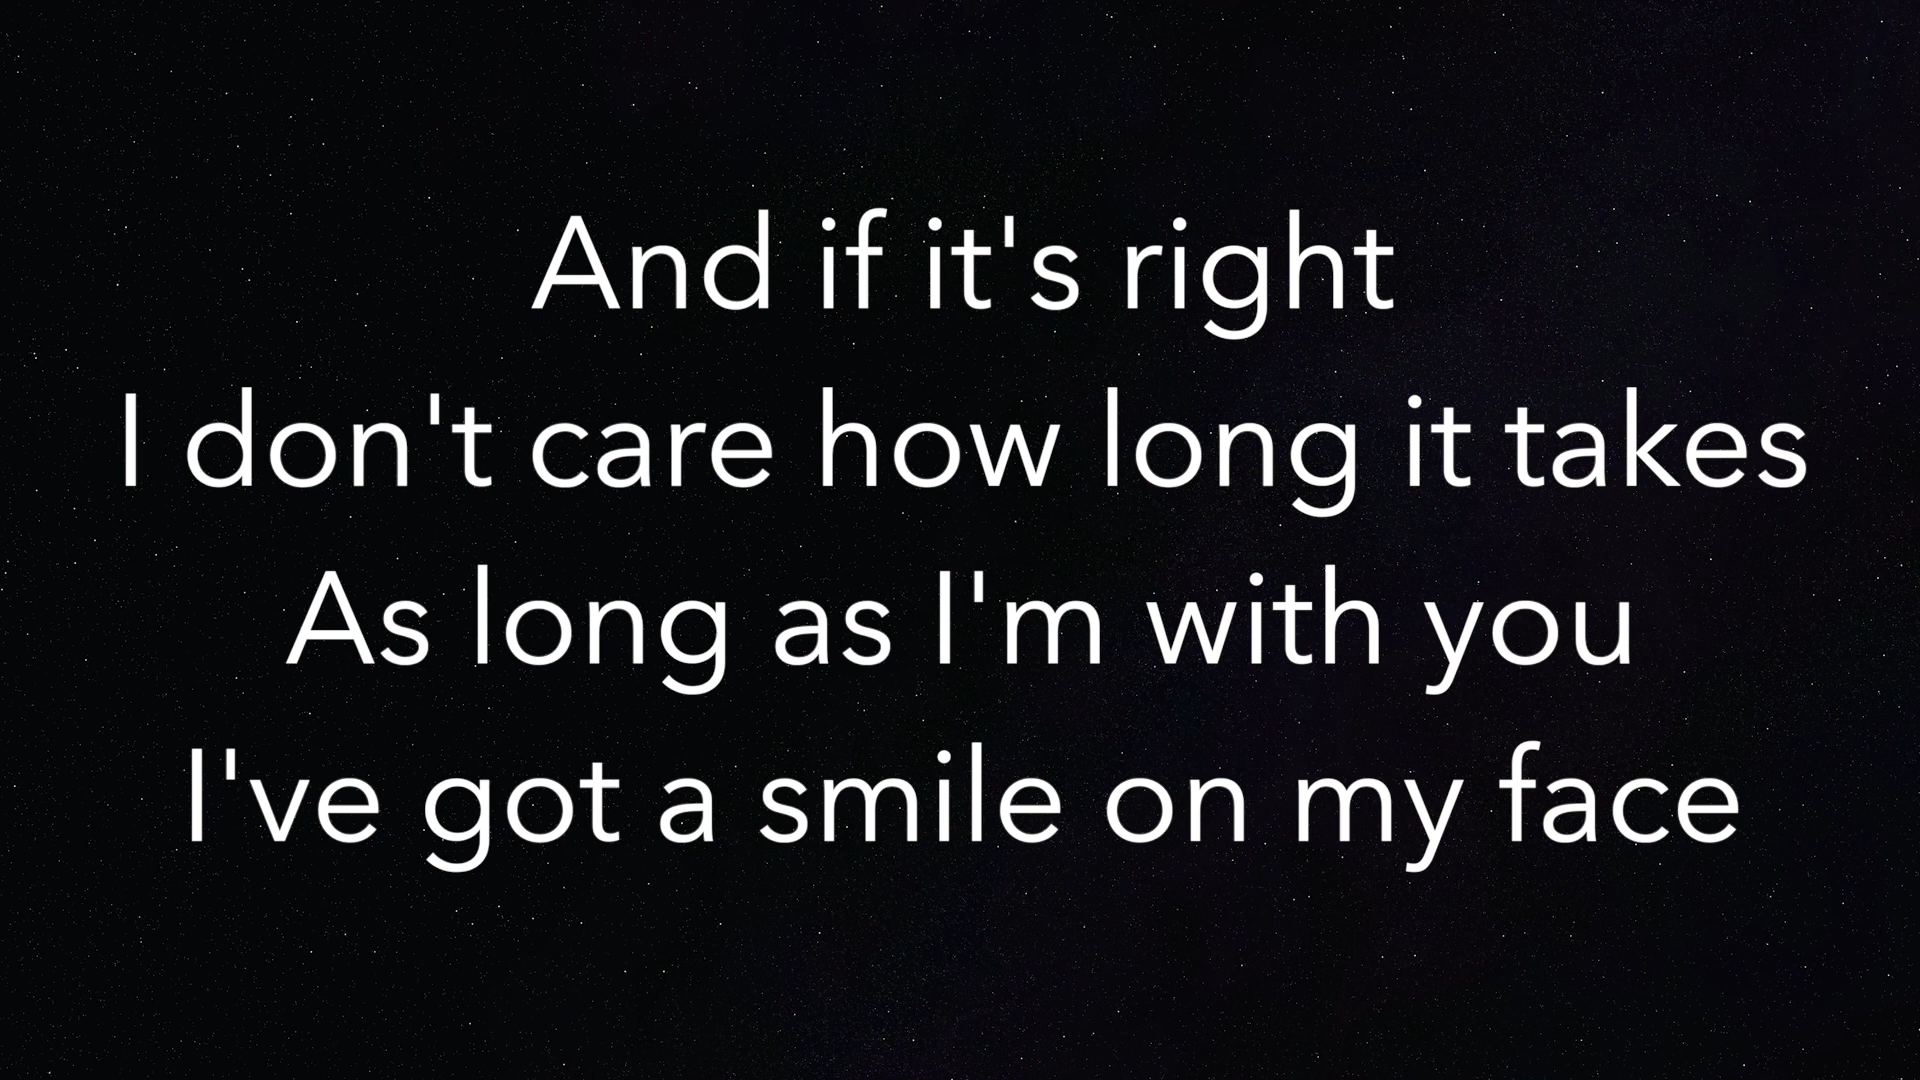 And if it's right
I don't care how long it takes
As long as I'm with you
I've got a smile on my face